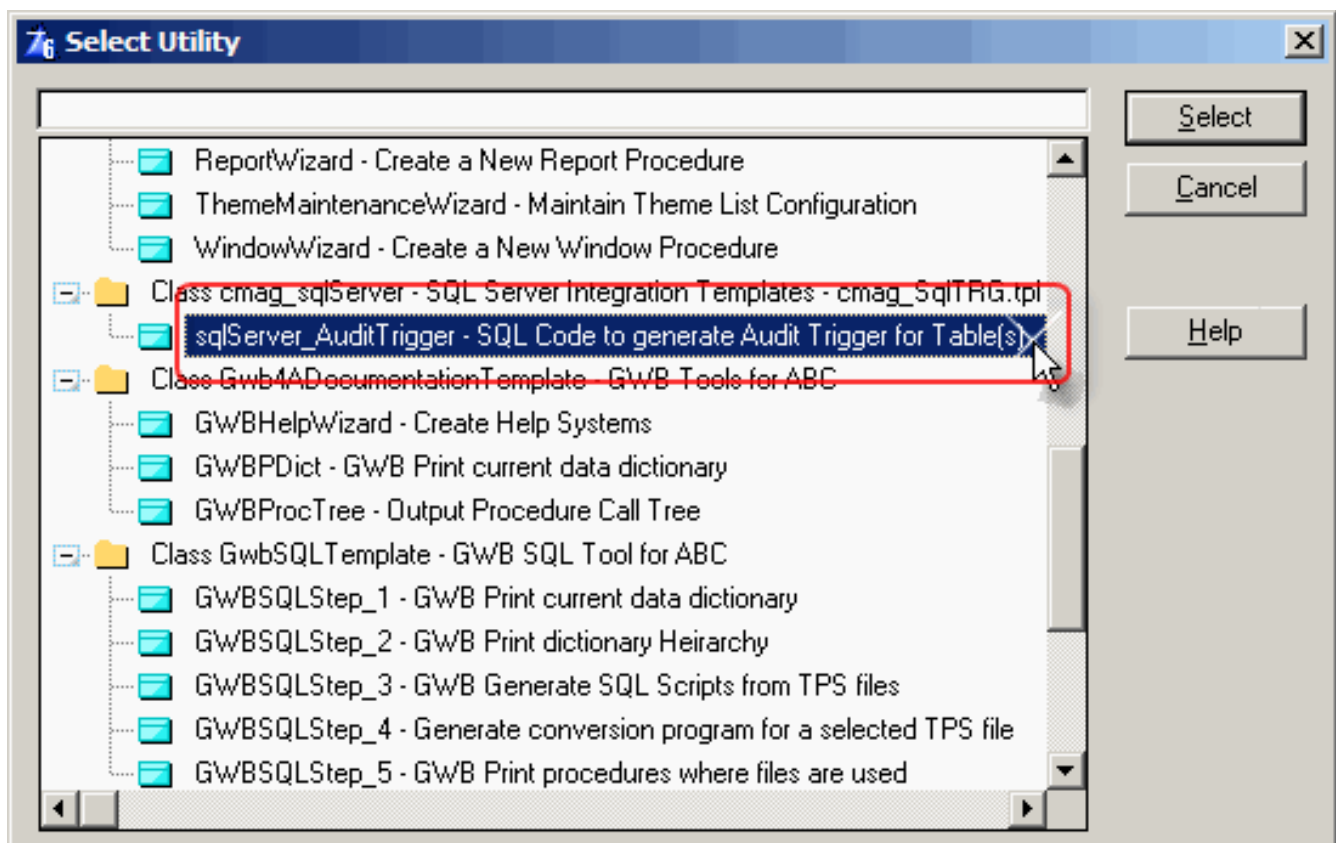 Select Utility
Select
ReportWizard - Create a New Report Procedure
Cancel
ThemeMaintenanceWizard - Maintain Theme List Configuration
WindowWizard - Create a New Window Procedure
Class cmag_sqlServer - SQL Server Integration Templates - cmag_SqlTRG.tpl
sqlServer_AuditTrigger - SQL Code to generate Audit Trigger for Table(s)
Help
Class Gwb4ADocumentationTemplate - GWB Tools for ABC
GWBHelpWizard - Create Help Systems
GWBPDict - GWB Print current data dictionary
GWBProcTree - Output Procedure Call Tree
Class GwbSQLTemplate - GWB SQL Tool for ABC
GWBSQLStep_1 - GWB Print current data dictionary
GWBSQLStep_2 - GWB Print dictionary Heirarchy
GWBSQLStep_3 - GWB Generate SQL Scripts from TPS files
GWBSQLStep_4 - Generate conversion program for a selected TPS file
GWBSQLStep_5 - GWB Print procedures where files are used